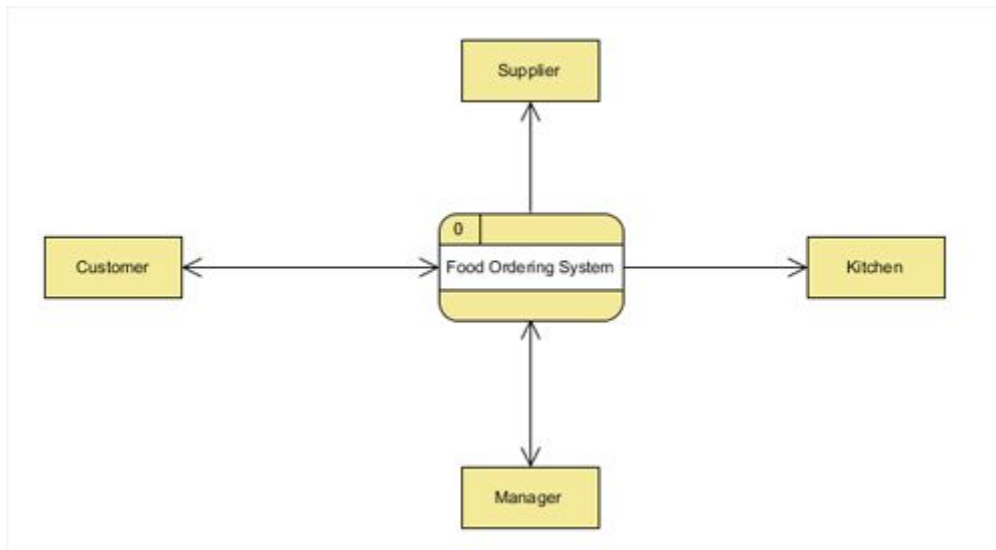 Supplier
0
Customer
Food Ordering System
Kitchen
Manager